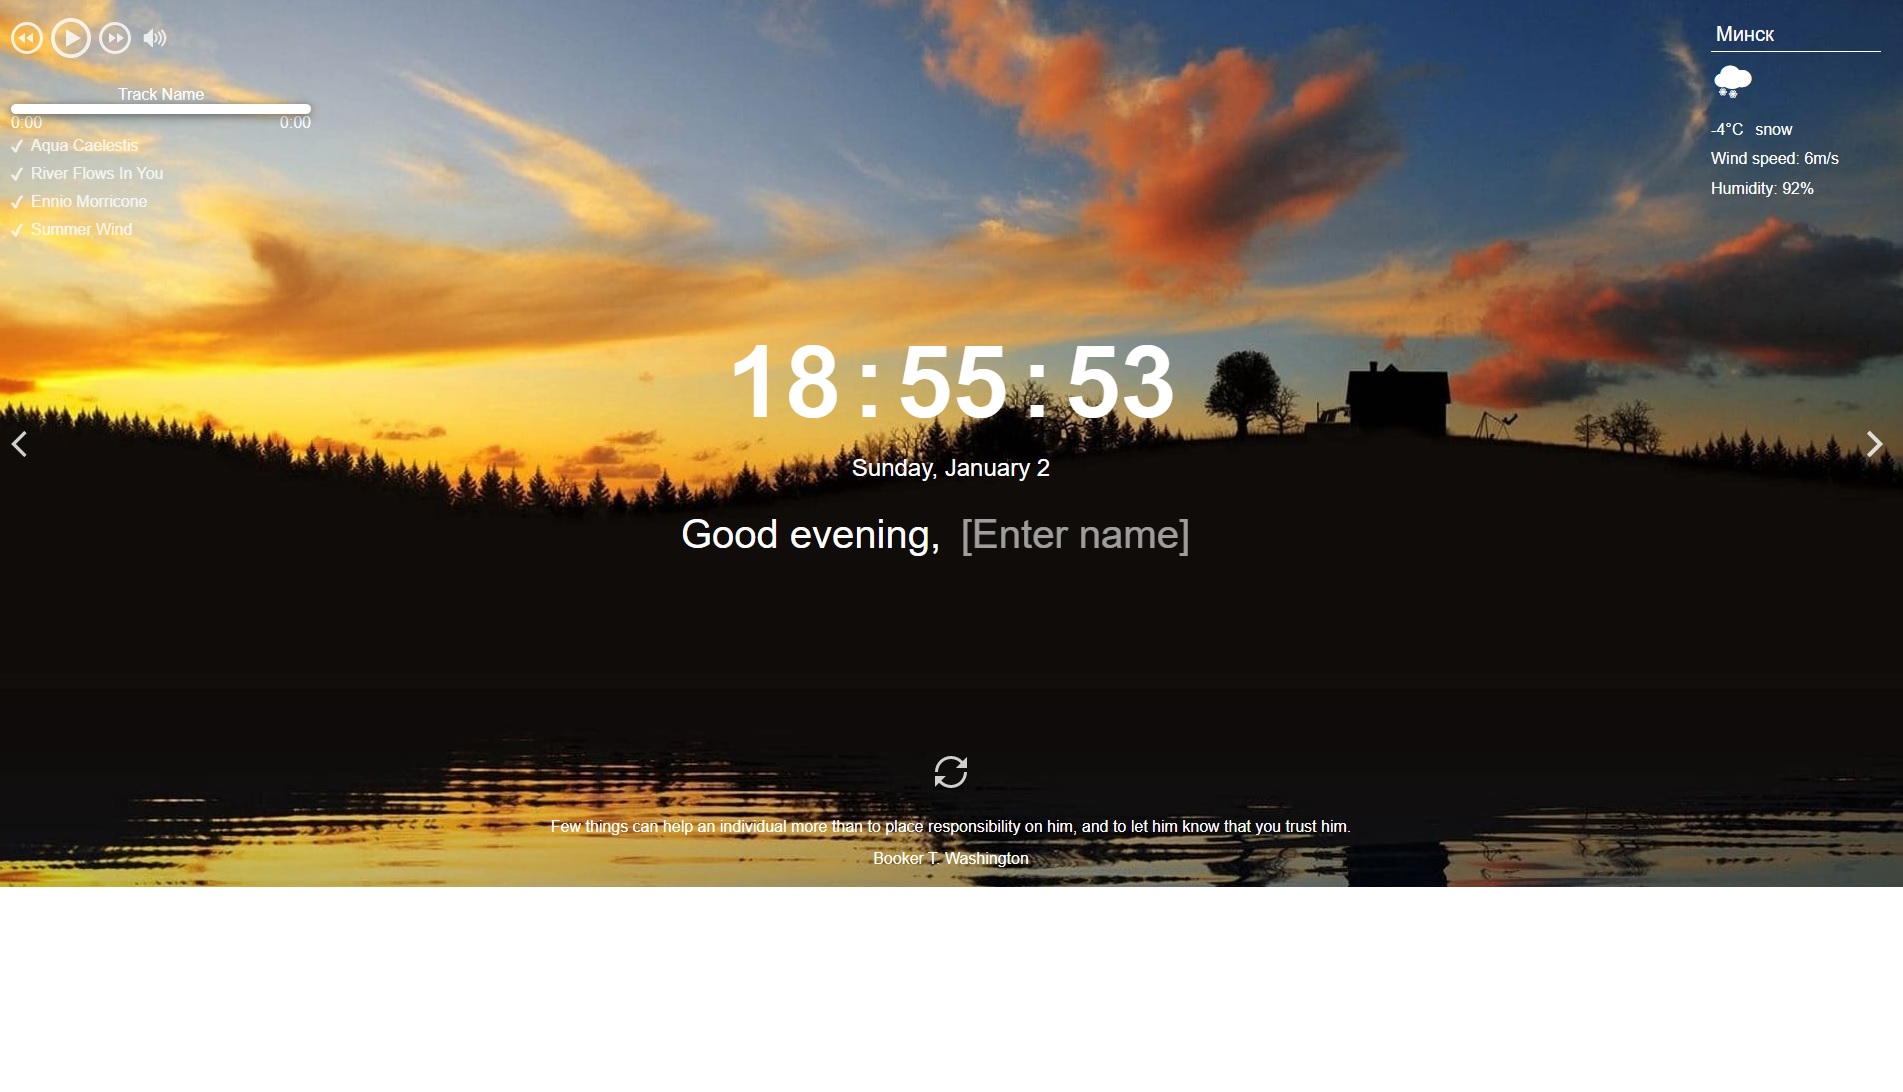 Track Name
0:00 0:00
Aqua Caelestis
River Flows In You
Ennio Morricone
Summer Wind
Минск
-4°C snow
Wind speed: 6m/s
Humidity: 92%
18:55:53
Sunday, January 2
Good evening, [Enter name]
Few things can help an individual more than to place responsibility on him, and to let him know that you trust him.
Booker T. Washington